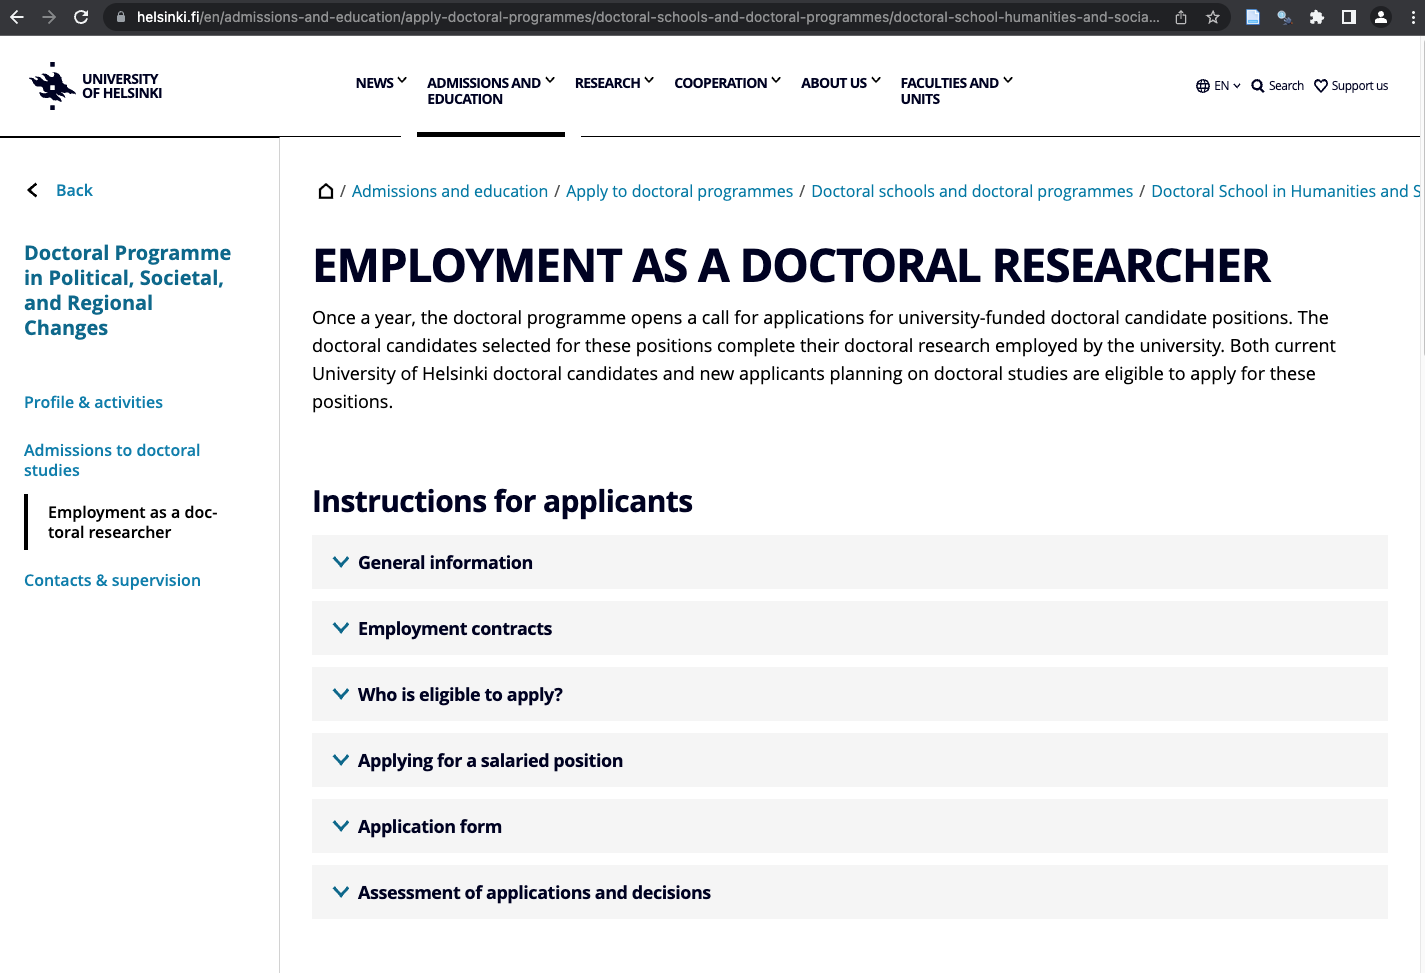 helsinki.fi/en/admissions-and-education/apply-doctoral-programmes/doctoral-schools-and-doctoral-programmes/doctoral-school-humanities-and-socia...
UNIVERSITY
OF HELSINKI
NEWS
ADMISSIONS AND
EDUCATION
RESEARCH
COOPERATION
ABOUT US
FACULTIES AND
UNITS
EN
Search
Support us
Back
Doctoral Programme
in Political, Societal,
and Regional
Changes
Profile & activities
Admissions to doctoral
studies
Employment as a doc-
toral researcher
Contacts & supervision
/ Admissions and education / Apply to doctoral programmes / Doctoral schools and doctoral programmes / Doctoral School in Humanities and S
EMPLOYMENT AS A DOCTORAL RESEARCHER
Once a year, the doctoral programme opens a call for applications for university-funded doctoral candidate positions. The
doctoral candidates selected for these positions complete their doctoral research employed by the university. Both current
University of Helsinki doctoral candidates and new applicants planning on doctoral studies are eligible to apply for these
positions.
Instructions for applicants
General information
Employment contracts
Who is eligible to apply?
Applying for a salaried position
Application form
Assessment of applications and decisions